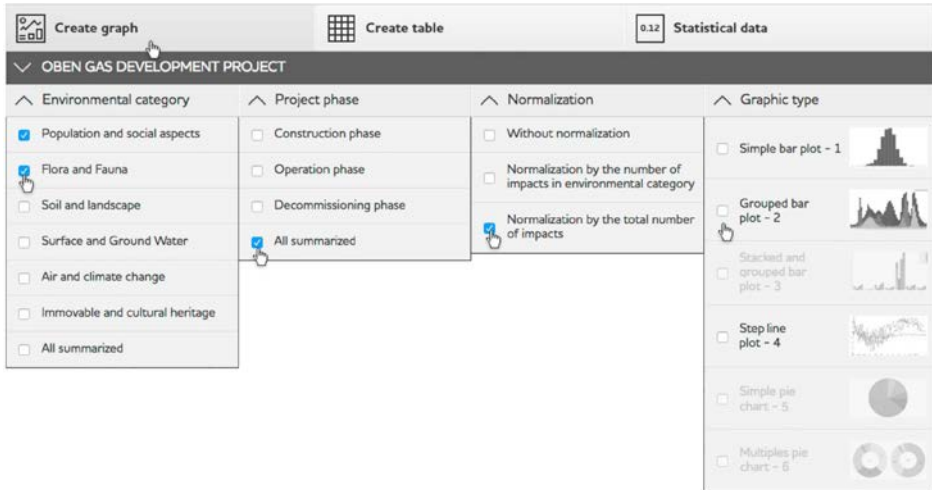 Create graph
Create table
0.12 Statistical data
OBEN GAS DEVELOPMENT PROJECT
Environmental category
Population and social aspects
Flora and Fauna
Soil and landscape
Surface and Ground Water
Air and climate change
Immovable and cultural heritage
All summarized
Project phase
Construction phase
Operation phase
Decommissioning phase
All summarized
Normalization
Without normalization
Normalization by the number of
impacts in environmental category
Normalization by the total number
of impacts
Graphic type
Simple bar plot - 1
Grouped bar
plot - 2
Stacked and
grouped bar
plot - 3
Step line
plot - 4
Simple pie
chart - 5
Multiples pie
chart - 6